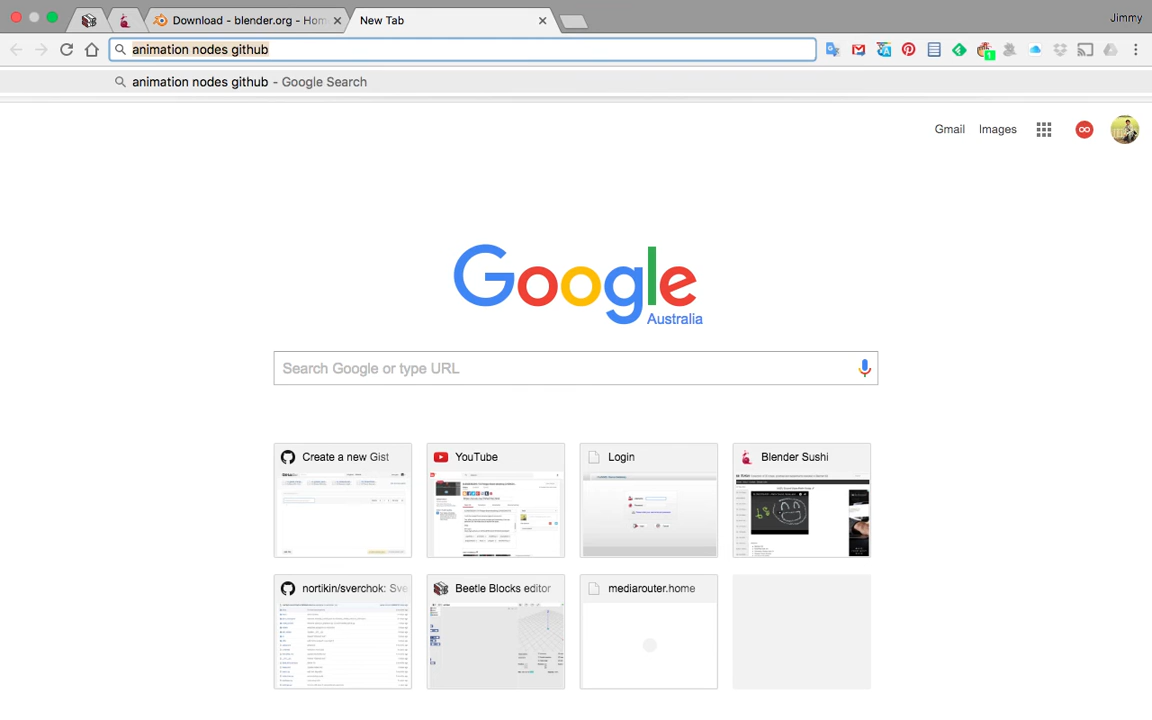 Download - blender.org - Hom
New Tab
Jimmy
animation nodes github
animation nodes github - Google Search
Gmail
Images
Google
Australia
Search Google or type URL
Create a new Gist
YouTube
Login
Blender Sushi
nortikin/sverchok: Sve
Beetle Blocks editor
mediarouter.home